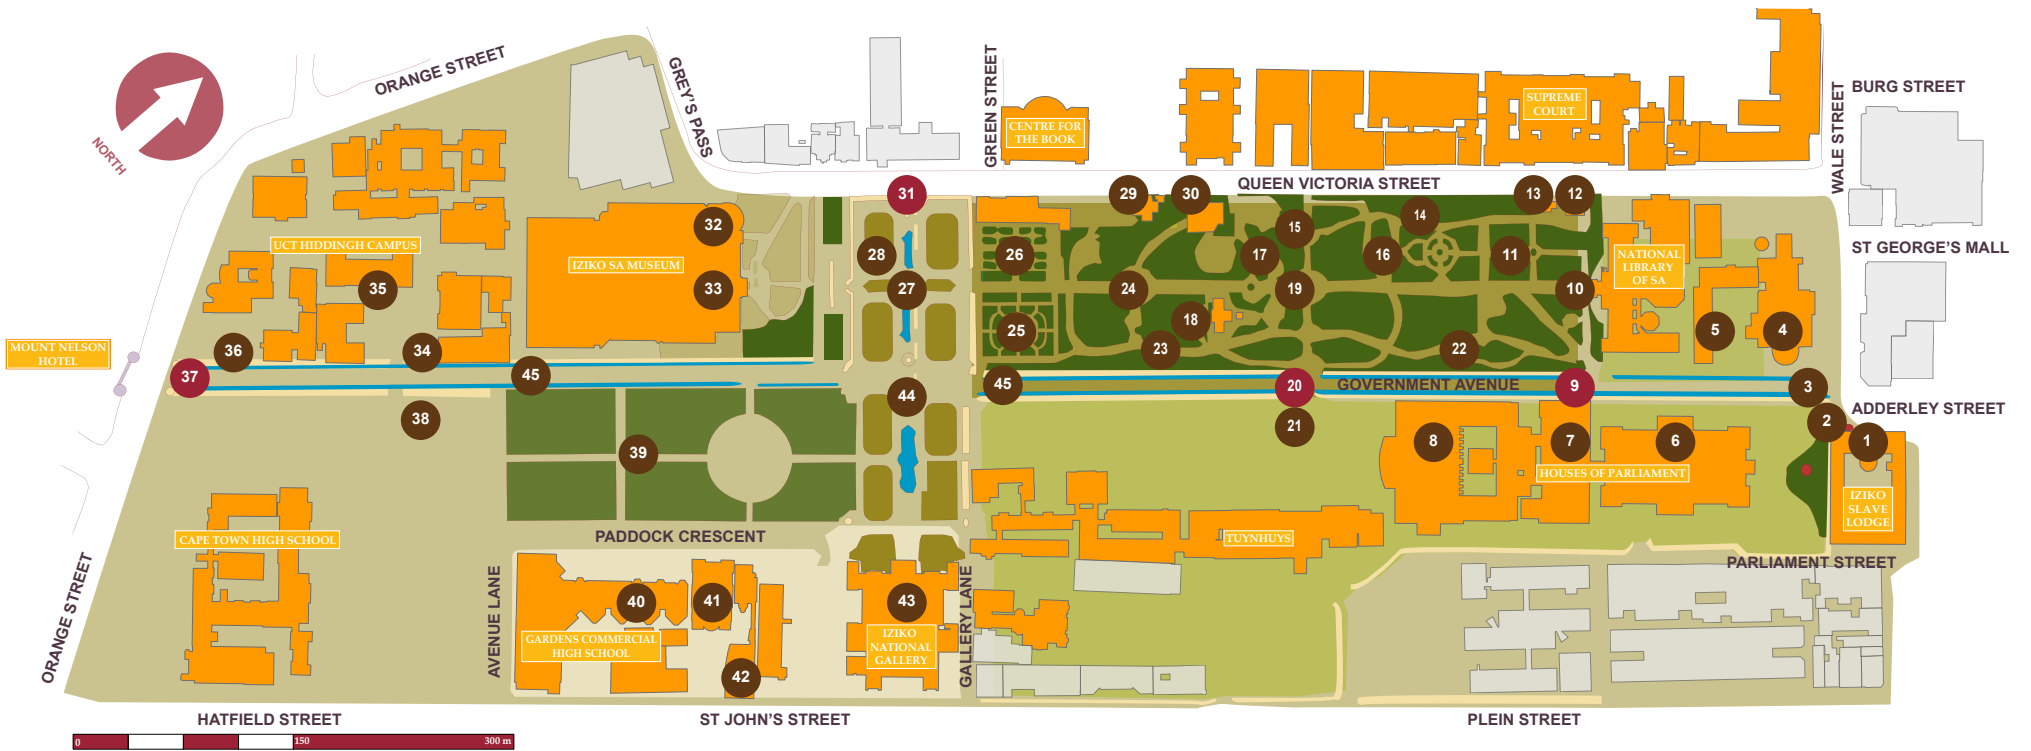 ORANGE STREET
GREY'S PASS
GREEN STREET
WALE STREET
BURG STREET
NORTH
CENTRE FOR
THE BOOK
SUPREME
COURT
QUEEN VICTORIA STREET
29
30
31
13
12
14
32
15
UCT HIDDINGH CAMPUS
IZIKO SA MUSEUM
28
26
17
16
11
NATIONAL
LIBRARY
OF SA
ST GEORGE'S MALL
35
33
27
24
19
10
18
25
5
4
MOUNT NELSON
HOTEL
36
34
23
22
37
45
45
20
GOVERNMENT AVENUE
9
3
44
ADDERLEY STREET
38
21
2
39
8
7
6
1
HOUSES OF PARLIAMENT
IZIKO
SLAVE
LODGE
CAPE TOWN HIGH SCHOOL
PADDOCK CRESCENT
TUYNHUYS
PARLIAMENT STREET
ORANGE STREET
AVENUE LANE
40
41
43
GALLERY LANE
GARDENS COMMERCIAL
HIGH SCHOOL
IZIKO
NATIONAL
GALLERY
42
HATFIELD STREET
ST JOHN'S STREET
PLEIN STREET
0
150
300 m